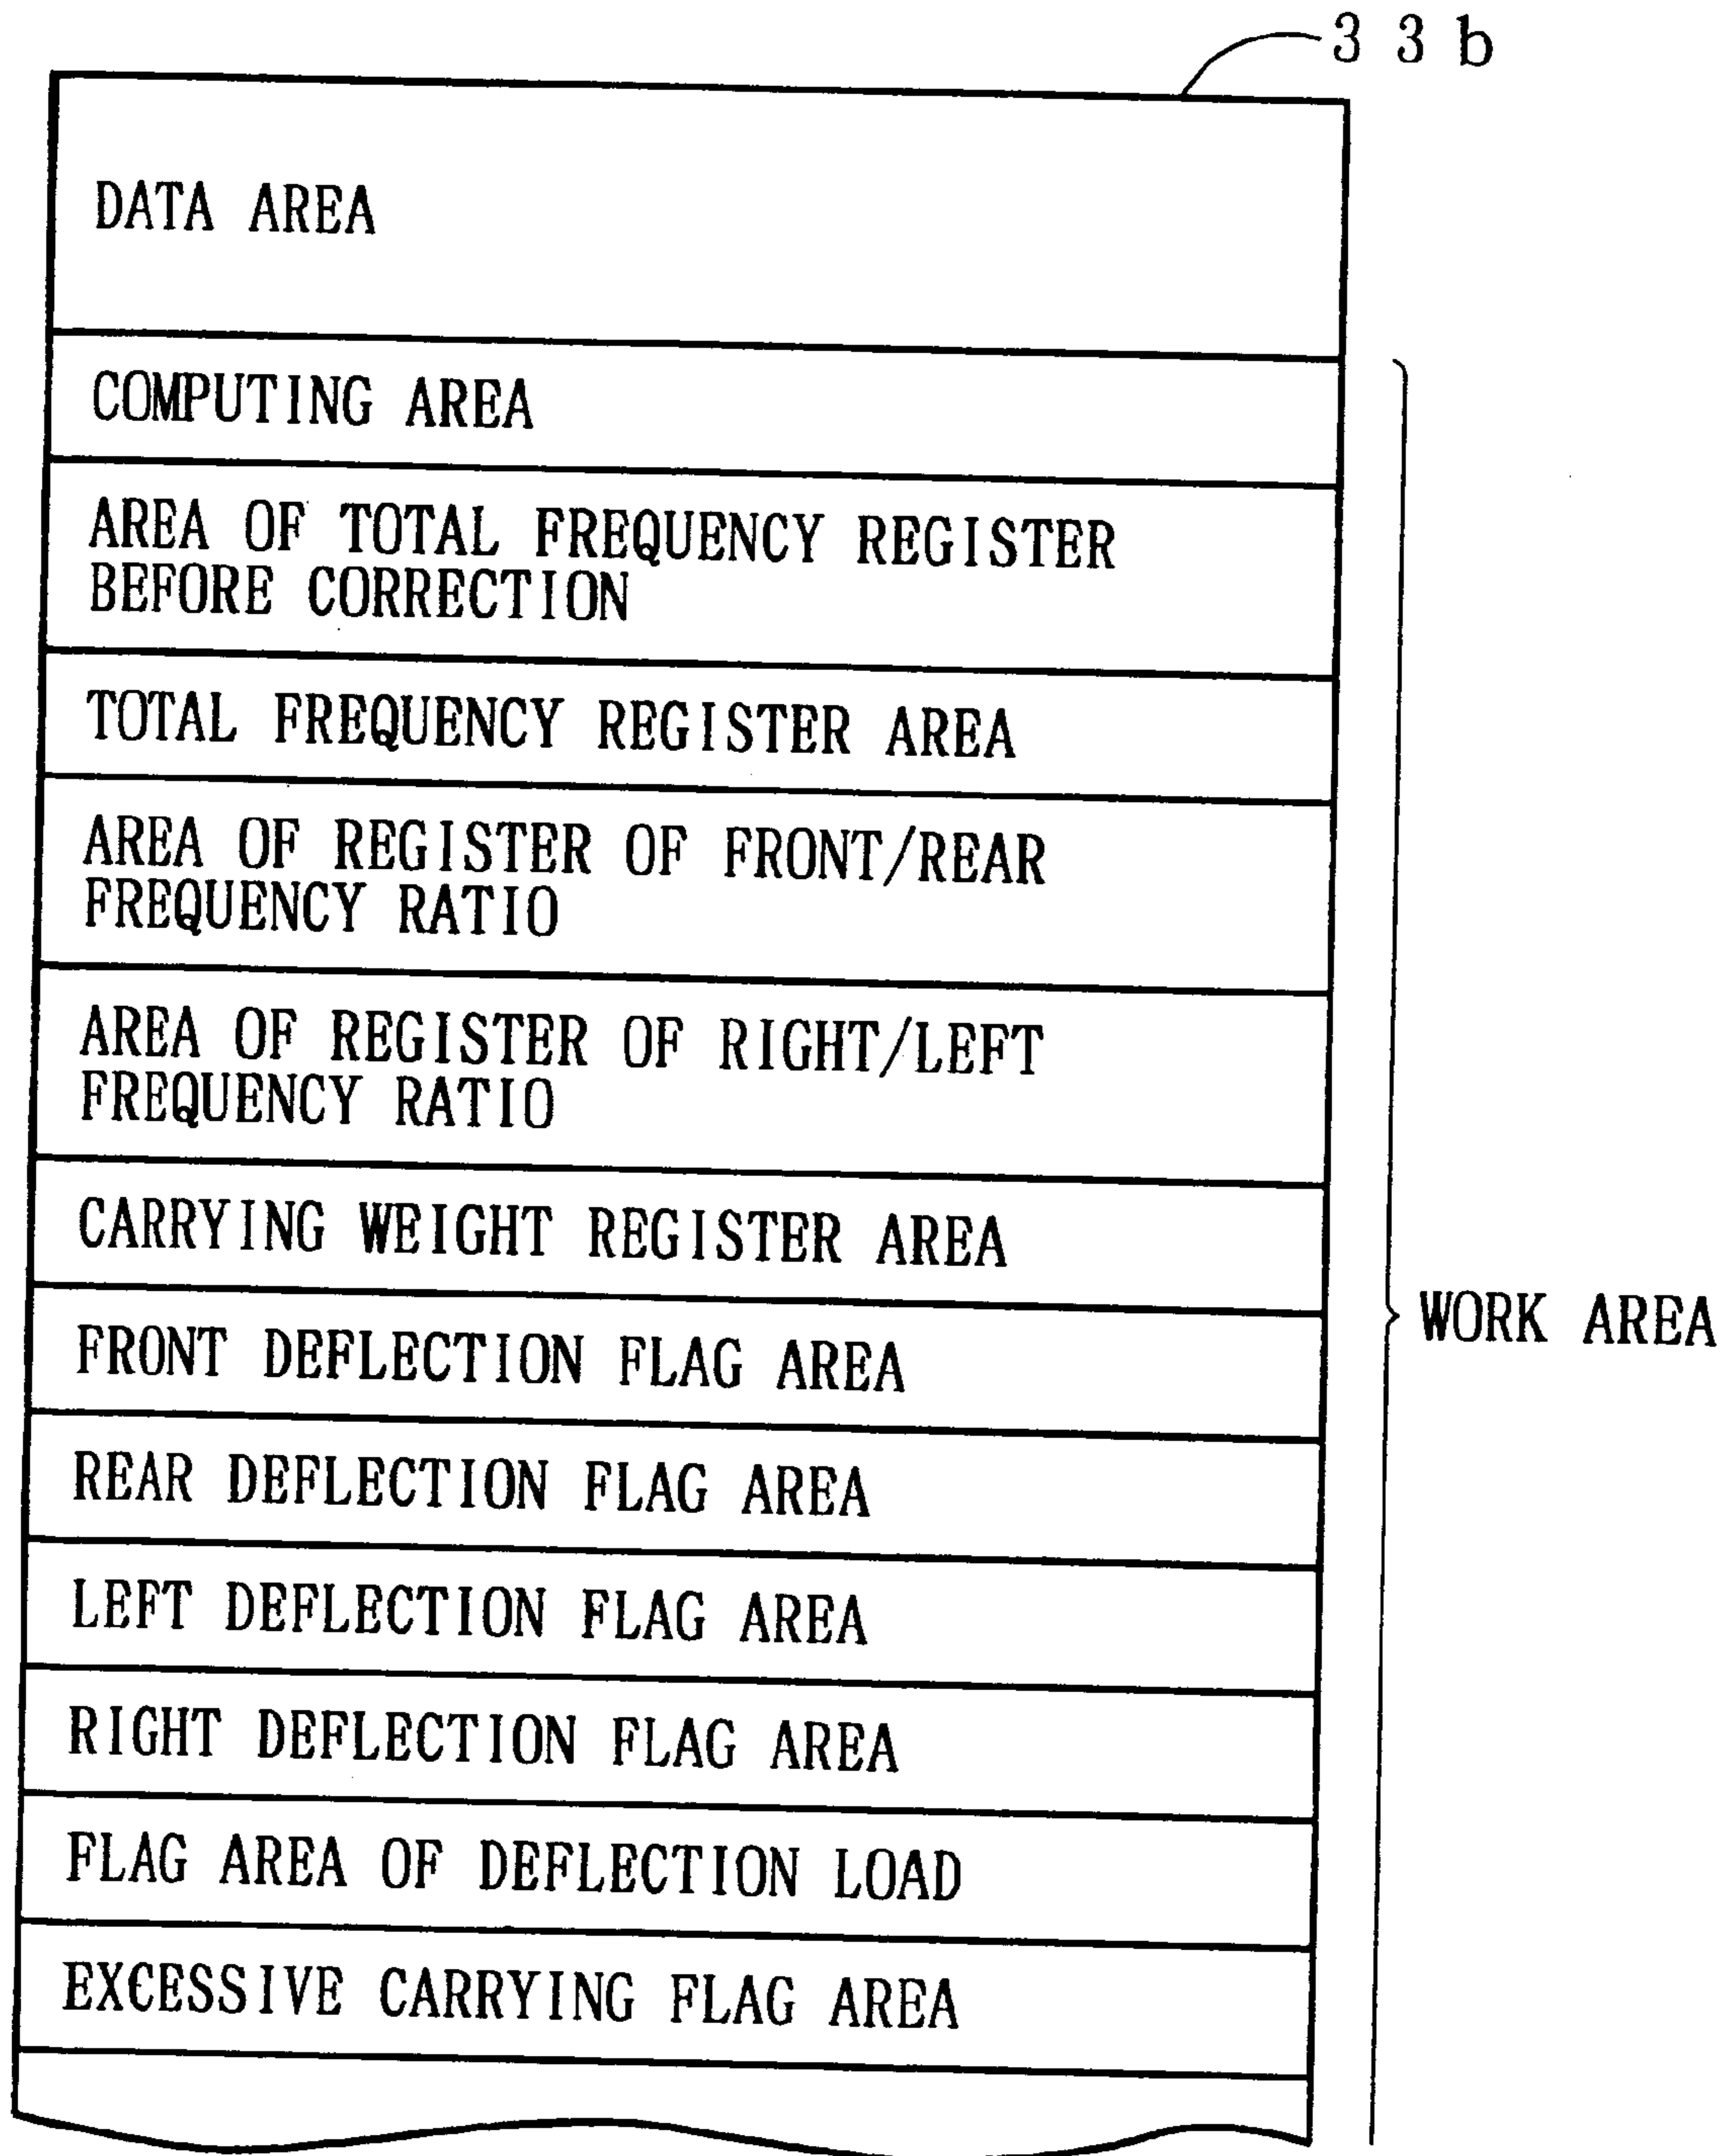 33b
DATA AREA
COMPUTING AREA
AREA OF TOTAL FREQUENCY REGISTER
BEFORE CORRECTION
TOTAL FREQUENCY REGISTER AREA
AREA OF REGISTER OF FRONT/REAR
FREQUENCY RATIO
AREA OF REGISTER OF RIGHT/LEFT
FREQUENCY RATIO
CARRYING WEIGHT REGISTER AREA
FRONT DEFLECTION FLAG AREA
WORK AREA
REAR DEFLECTION FLAG AREA
LEFT DEFLECTION FLAG AREA
RIGHT DEFLECTION FLAG AREA
FLAG AREA OF DEFLECTION LOAD
EXCESSIVE CARRYING FLAG AREA